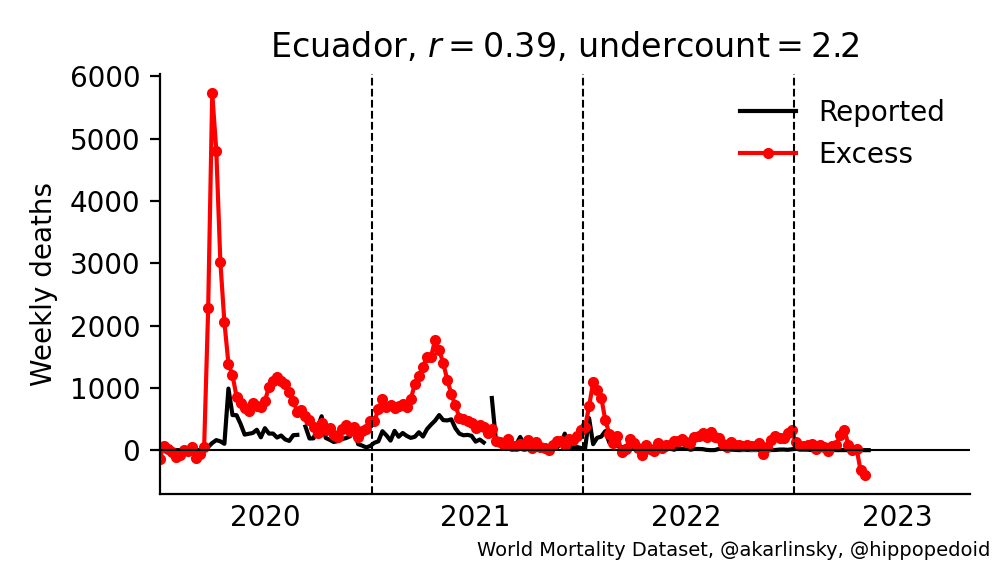 Ecuador, r = 0.39, undercount = 2.2
6000
5000
4000
3000
2000
1000
0
Weekly deaths
Reported
Excess
2020 2021 2022 2023
World Mortality Dataset, @akarlinsky, @hippopedoid